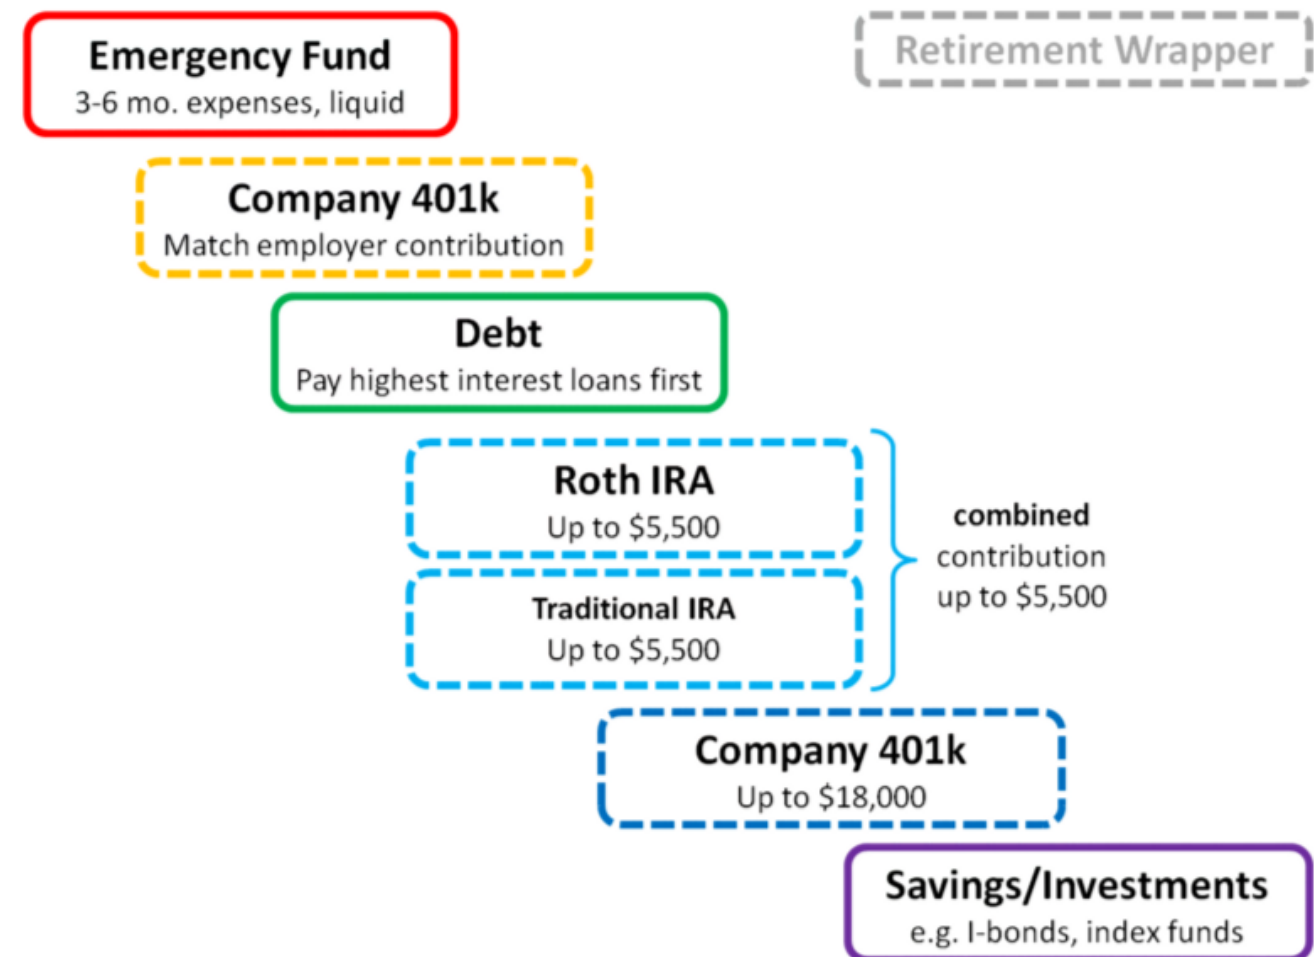 Emergency Fund
3-6 mo. expenses, liquid
Retirement Wrapper
Company 401k
Match employer contribution
Debt
Pay highest interest loans first
Roth IRA
Up to $5,500
Traditional IRA
Up to $5,500
combined
contribution
up to $5,500
Company 401k
Up to $18,000
Savings/Investments
e.g. I-bonds, index funds